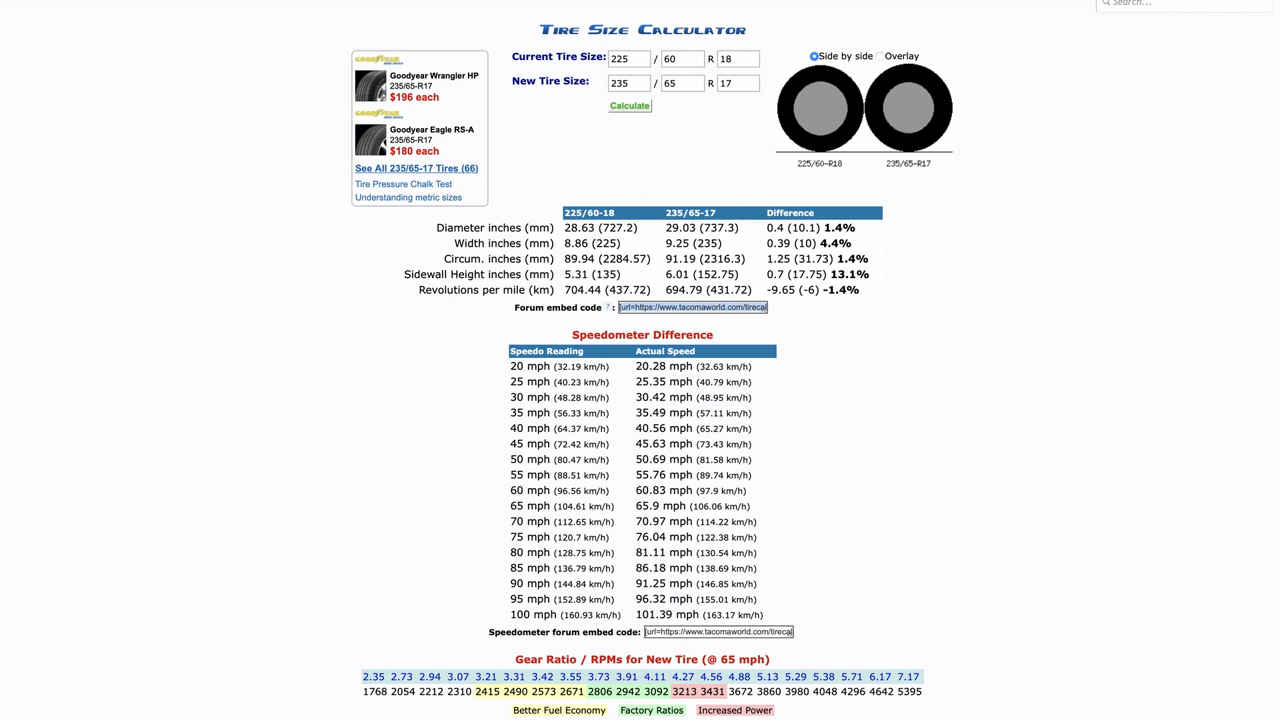 Search...
TIRE SIZE CALCULATOR
GOODYEAR
Goodyear Wrangler HP
235/65-R17
$196 each
GOODYEAR
Goodyear Eagle RS-A
235/65-R17
$180 each
See All 235/65-17 Tires (66)
Tire Pressure Chalk Test
Understanding metric sizes
Current Tire Size: 225 / 60 R 18
New Tire Size: 235 / 65 R 17
Calculate
Side by side Overlay
225/60-R18 235/65-R17
225/60-18 235/65-17 Difference
Diameter inches (mm) 28.63 (727.2) 29.03 (737.3) 0.4 (10.1) 1.4%
Width inches (mm) 8.86 (225) 9.25 (235) 0.39 (10) 4.4%
Circum. inches (mm) 89.94 (2284.57) 91.19 (2316.3) 1.25 (31.73) 1.4%
Sidewall Height inches (mm) 5.31 (135) 6.01 (152.75) 0.7 (17.75) 13.1%
Revolutions per mile (km) 704.44 (437.72) 694.79 (431.72) -9.65 (-6) -1.4%
Forum embed code ? : [url=https://www.tacomaworld.com/tirecal
Speedometer Difference
Speedo Reading Actual Speed
20 mph (32.19 km/h) 20.28 mph (32.63 km/h)
25 mph (40.23 km/h) 25.35 mph (40.79 km/h)
30 mph (48.28 km/h) 30.42 mph (48.95 km/h)
35 mph (56.33 km/h) 35.49 mph (57.11 km/h)
40 mph (64.37 km/h) 40.56 mph (65.27 km/h)
45 mph (72.42 km/h) 45.63 mph (73.43 km/h)
50 mph (80.47 km/h) 50.69 mph (81.58 km/h)
55 mph (88.51 km/h) 55.76 mph (89.74 km/h)
60 mph (96.56 km/h) 60.83 mph (97.9 km/h)
65 mph (104.61 km/h) 65.9 mph (106.06 km/h)
70 mph (112.65 km/h) 70.97 mph (114.22 km/h)
75 mph (120.7 km/h) 76.04 mph (122.38 km/h)
80 mph (128.75 km/h) 81.11 mph (130.54 km/h)
85 mph (136.79 km/h) 86.18 mph (138.69 km/h)
90 mph (144.84 km/h) 91.25 mph (146.85 km/h)
95 mph (152.89 km/h) 96.32 mph (155.01 km/h)
100 mph (160.93 km/h) 101.39 mph (163.17 km/h)
Speedometer forum embed code: [url=https://www.tacomaworld.com/tirecal
Gear Ratio / RPMs for New Tire (@ 65 mph)
2.35 2.73 2.94 3.07 3.21 3.31 3.42 3.55 3.73 3.91 4.11 4.27 4.56 4.88 5.13 5.29 5.38 5.71 6.17 7.17
1768 2054 2212 2310 2415 2490 2573 2671 2806 2942 3092 3213 3431 3672 3860 3980 4048 4296 4642 5395
Better Fuel Economy Factory Ratios Increased Power